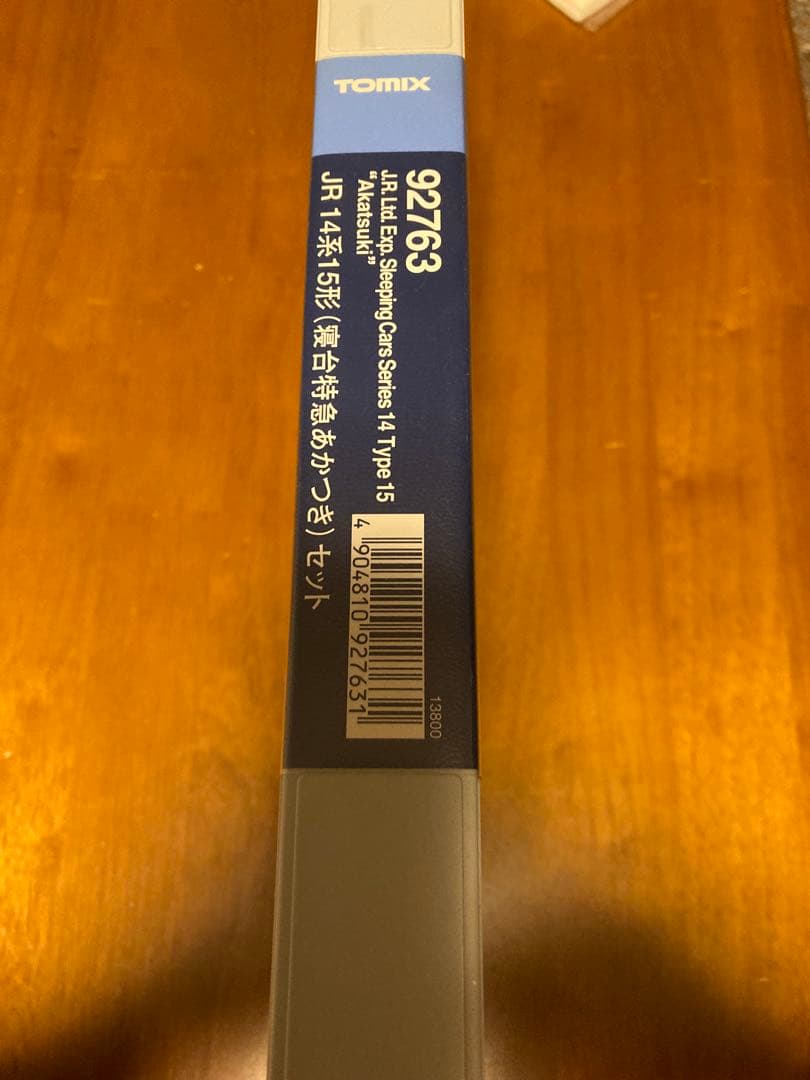 TOMIX
92763
J.R. Ltd. Exp. Sleeping Cars Series 14 Type 15
“Akatsuki”
JR 14系15形(寝台特急あかつき)セット
4 904810 927631
13800